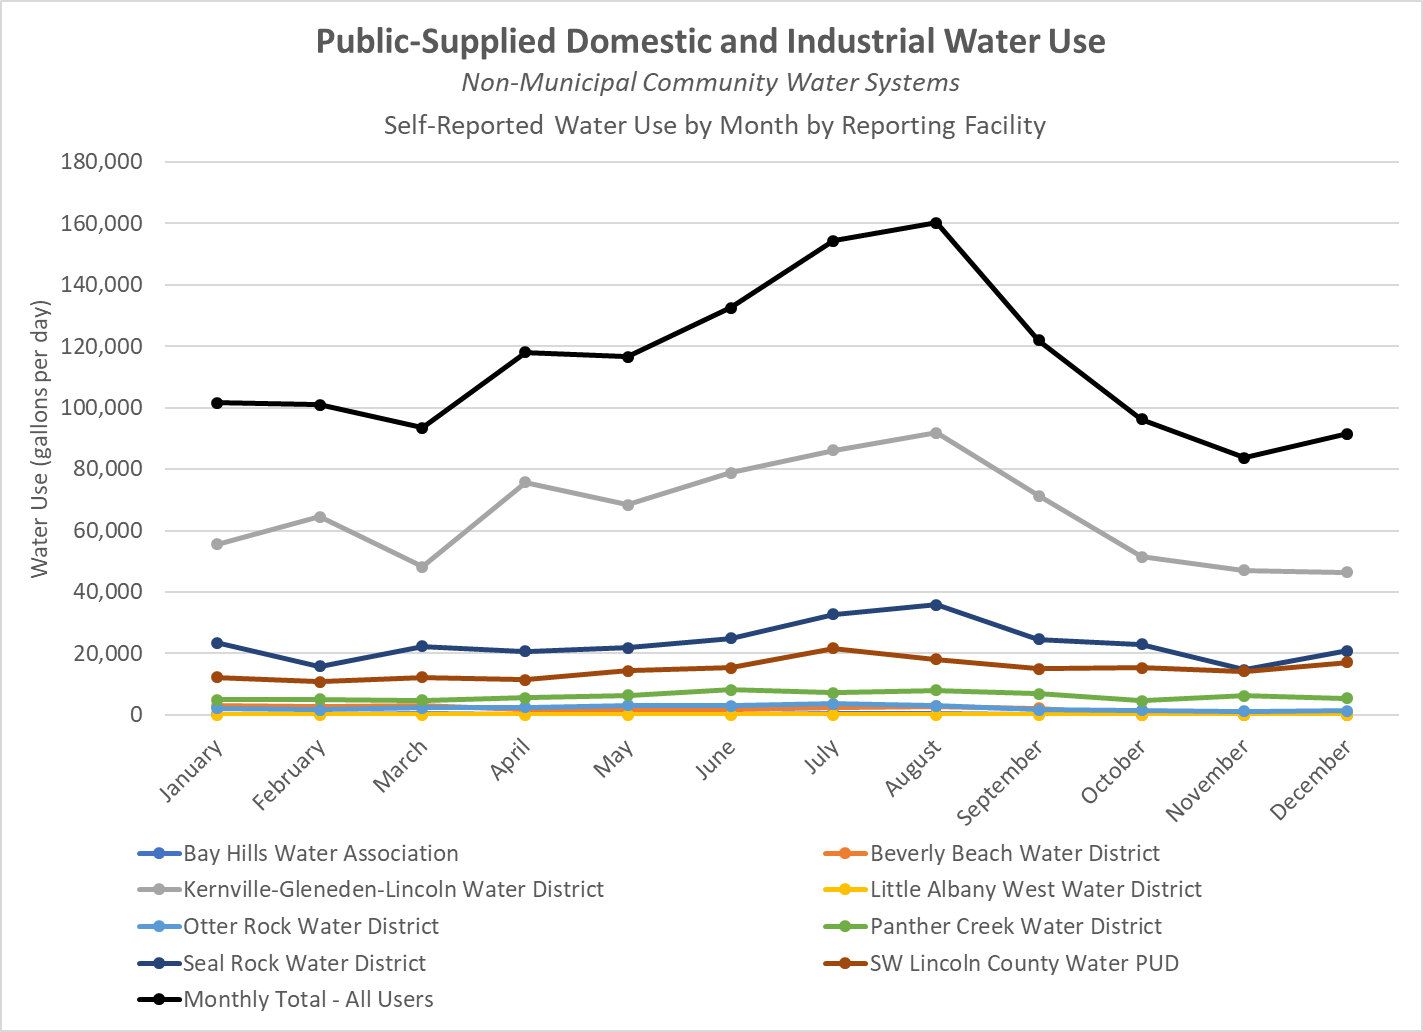 Public-Supplied Domestic and Industrial Water Use
Non-Municipal Community Water Systems
Self-Reported Water Use by Month by Reporting Facility
Water Use (gallons per day)
180,000
160,000
140,000
120,000
100,000
80,000
60,000
40,000
20,000
0
January
February
March
April
May
June
July
August
September
October
November
December
Bay Hills Water Association
Beverly Beach Water District
Kernville-Gleneden-Lincoln Water District
Little Albany West Water District
Otter Rock Water District
Panther Creek Water District
Seal Rock Water District
SW Lincoln County Water PUD
Monthly Total - All Users